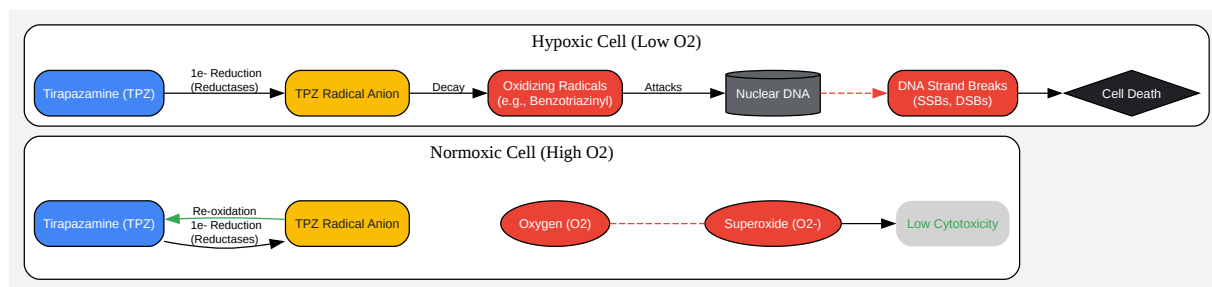 Hypoxic Cell (Low O2)
Tirapazamine (TPZ)
1e- Reduction
(Reductases)
TPZ Radical Anion
Decay
Oxidizing Radicals
(e.g., Benzotriazinyl)
Attacks
Nuclear DNA
DNA Strand Breaks
(SSBs, DSBs)
Cell Death
Normoxic Cell (High O2)
Tirapazamine (TPZ)
Re-oxidation
1e- Reduction
(Reductases)
TPZ Radical Anion
Oxygen (O2)
Superoxide (O2-)
Low Cytotoxicity